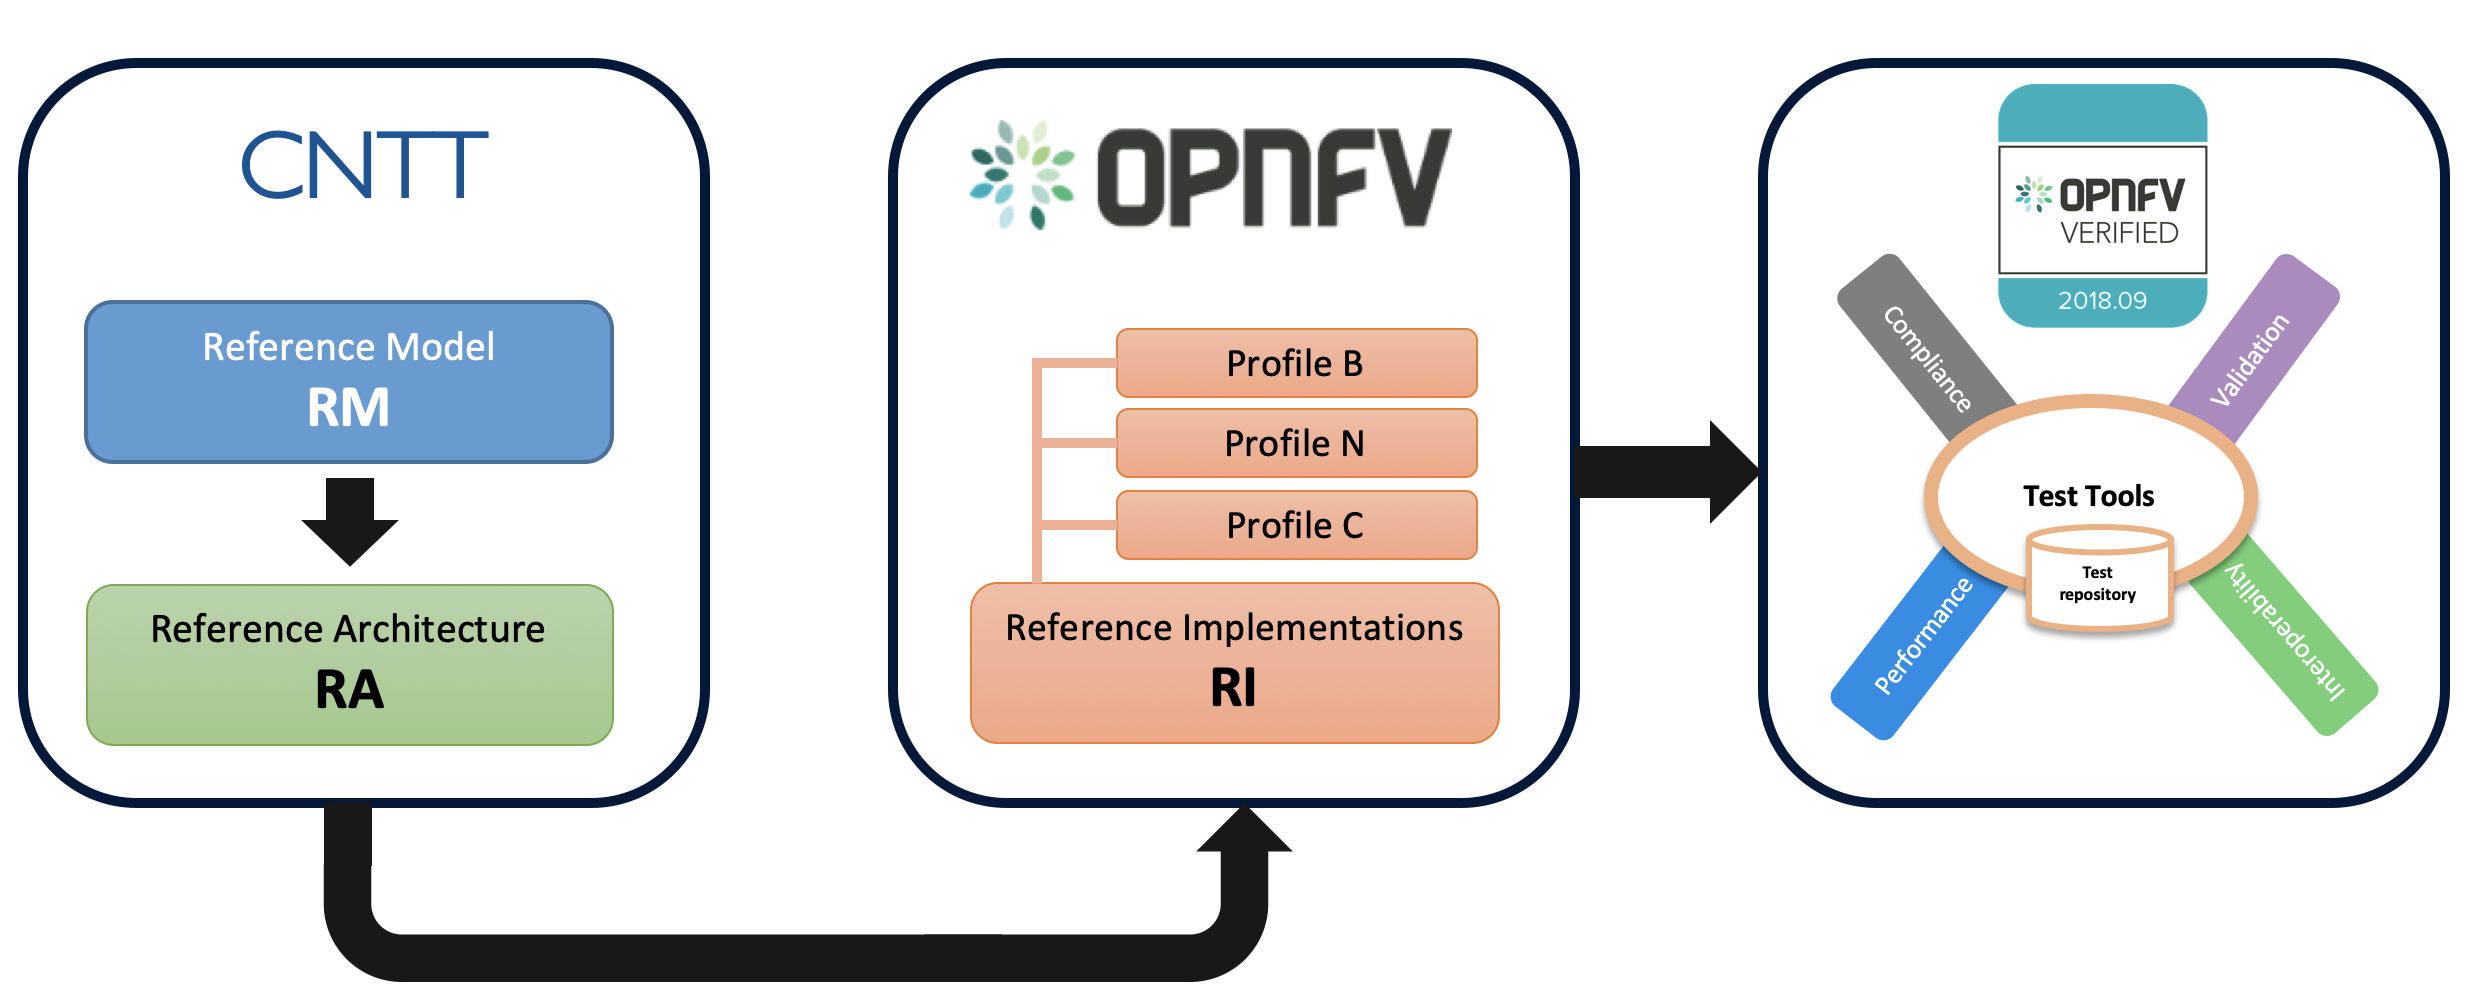 CNTT
Reference Model
RM
Reference Architecture
RA
OPNFV
Profile B
Profile N
Profile C
Reference Implementations
RI
OPNFV
VERIFIED
2018.09
Compliance
Validation
Test Tools
Test
repository
Performance
Interoperability